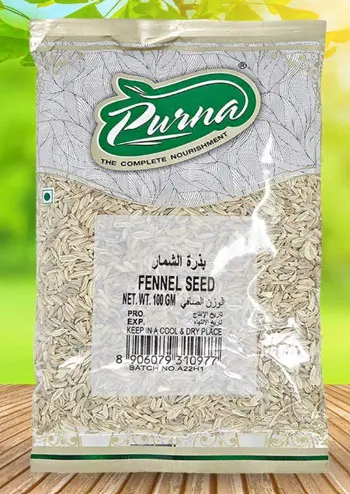 Purna
®
THE COMPLETE NOURISHMENT
بذرة الشمار
FENNEL SEED
NET. WT. 100 GM الوزن الصافي
PRO. تاريخ الإنتاج
EXP. تاريخ الانتهاء
KEEP IN A COOL & DRY PLACE
8 906079 310977
BATCH NO.A22H1